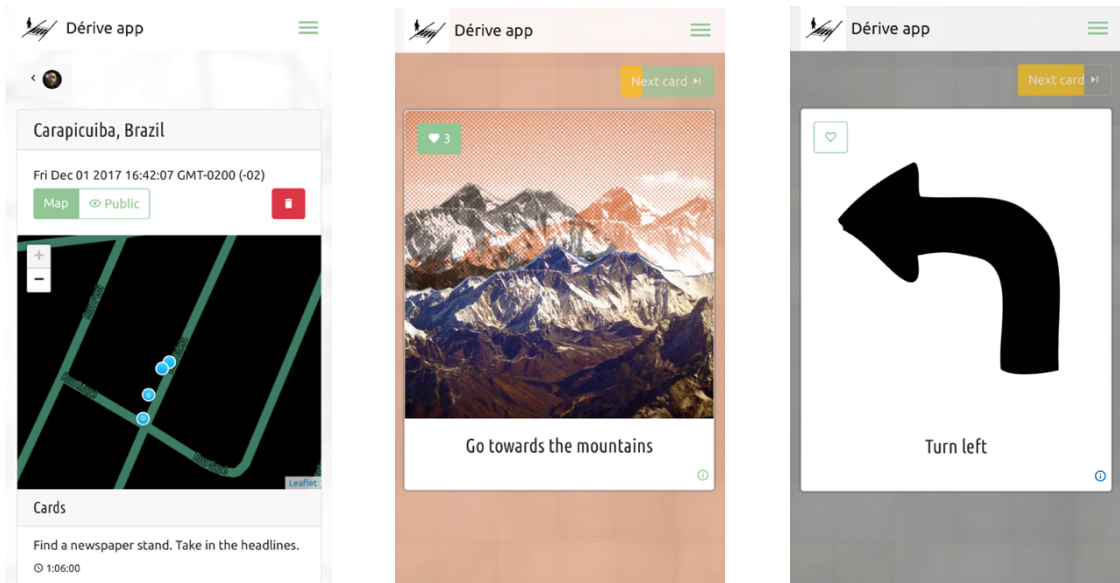 Dérive app
Carapicuiba, Brazil
Fri Dec 01 2017 16:42:07 GMT-0200 (-02)
Map
Public
+
−
Leaflet
Cards
Find a newspaper stand. Take in the headlines.
1:06:00
Dérive app
Next card
3
Go towards the mountains
Dérive app
Next card
Turn left